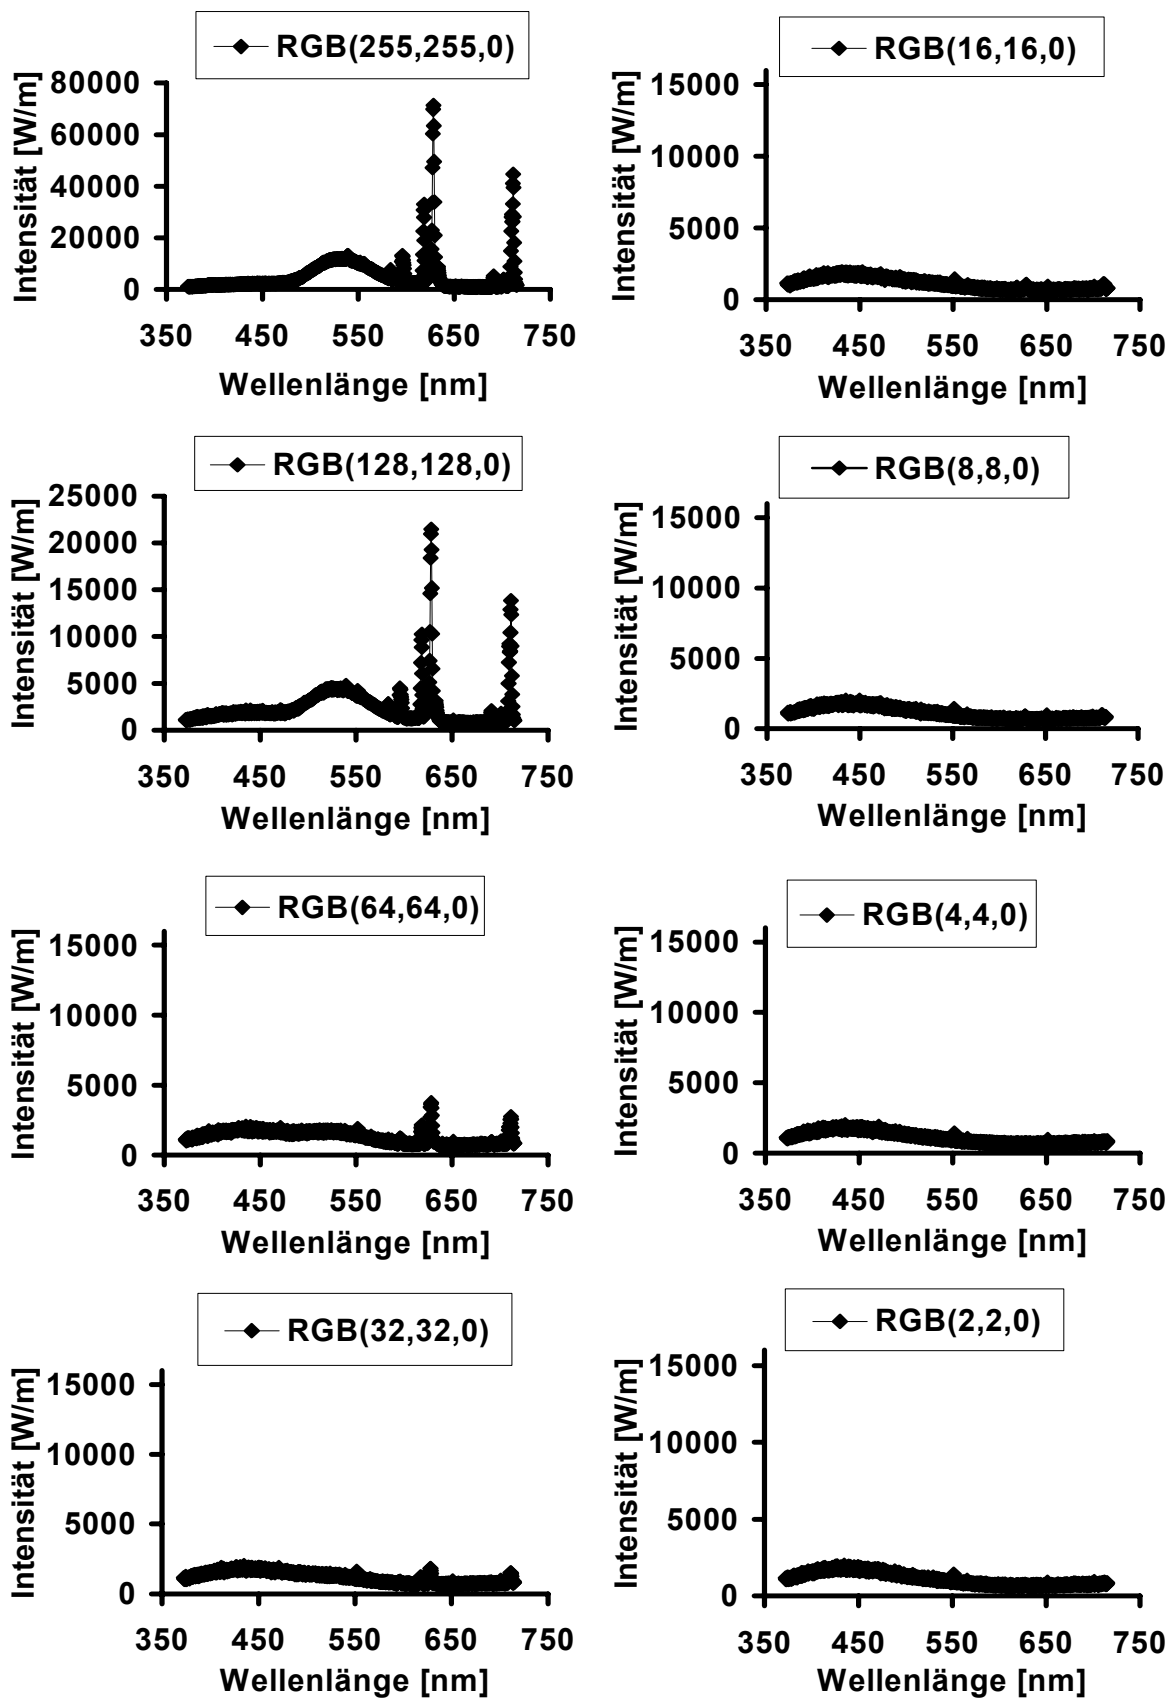 RGB(255,255,0)
Intensität [W/m]
80000
60000
40000
20000
0
350 450 550 650 750
Wellenlänge [nm]
RGB(16,16,0)
Intensität [W/m]
15000
10000
5000
0
350 450 550 650 750
Wellenlänge [nm]
RGB(128,128,0)
Intensität [W/m]
25000
20000
15000
10000
5000
0
350 450 550 650 750
Wellenlänge [nm]
RGB(8,8,0)
Intensität [W/m]
15000
10000
5000
0
350 450 550 650 750
Wellenlänge [nm]
RGB(64,64,0)
Intensität [W/m]
15000
10000
5000
0
350 450 550 650 750
Wellenlänge [nm]
RGB(4,4,0)
Intensität [W/m]
15000
10000
5000
0
350 450 550 650 750
Wellenlänge [nm]
RGB(32,32,0)
Intensität [W/m]
15000
10000
5000
0
350 450 550 650 750
Wellenlänge [nm]
RGB(2,2,0)
Intensität [W/m]
15000
10000
5000
0
350 450 550 650 750
Wellenlänge [nm]